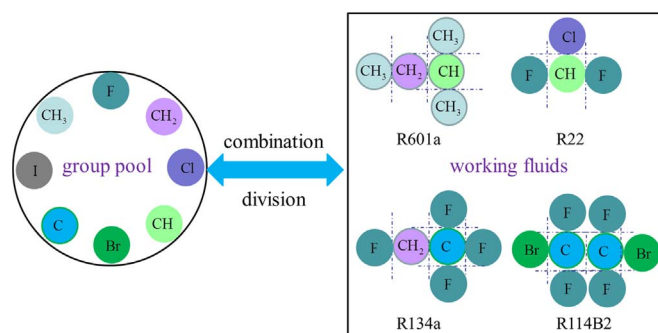 F
CH3
CH2
I
group pool
Cl
C
CH
Br
combination
division
CH3
CH3
CH2
CH
CH3
R601a
Cl
F
CH
F
R22
working fluids
F
F
CH2
C
F
F
R134a
F
F
Br
C
C
Br
F
F
R114B2